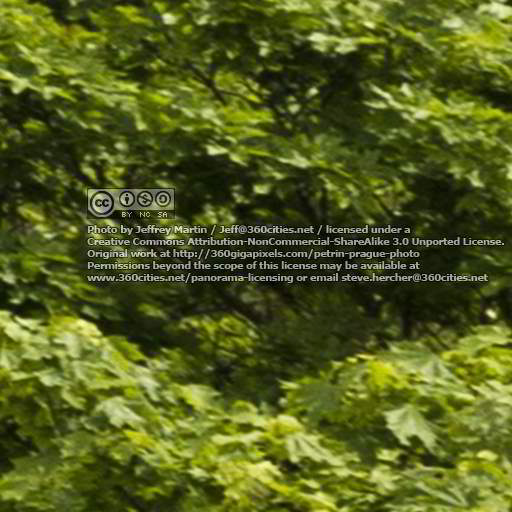 cc
BY NC SA
Photo by Jeffrey Martin / Jeff@360cities.net / licensed under a
Creative Commons Attribution-NonCommercial-ShareAlike 3.0 Unported License.
Original work at http://360gigapixels.com/petrin-prague-photo
Permissions beyond the scope of this license may be available at
www.360cities.net/panorama-licensing or email steve.hercher@360cities.net